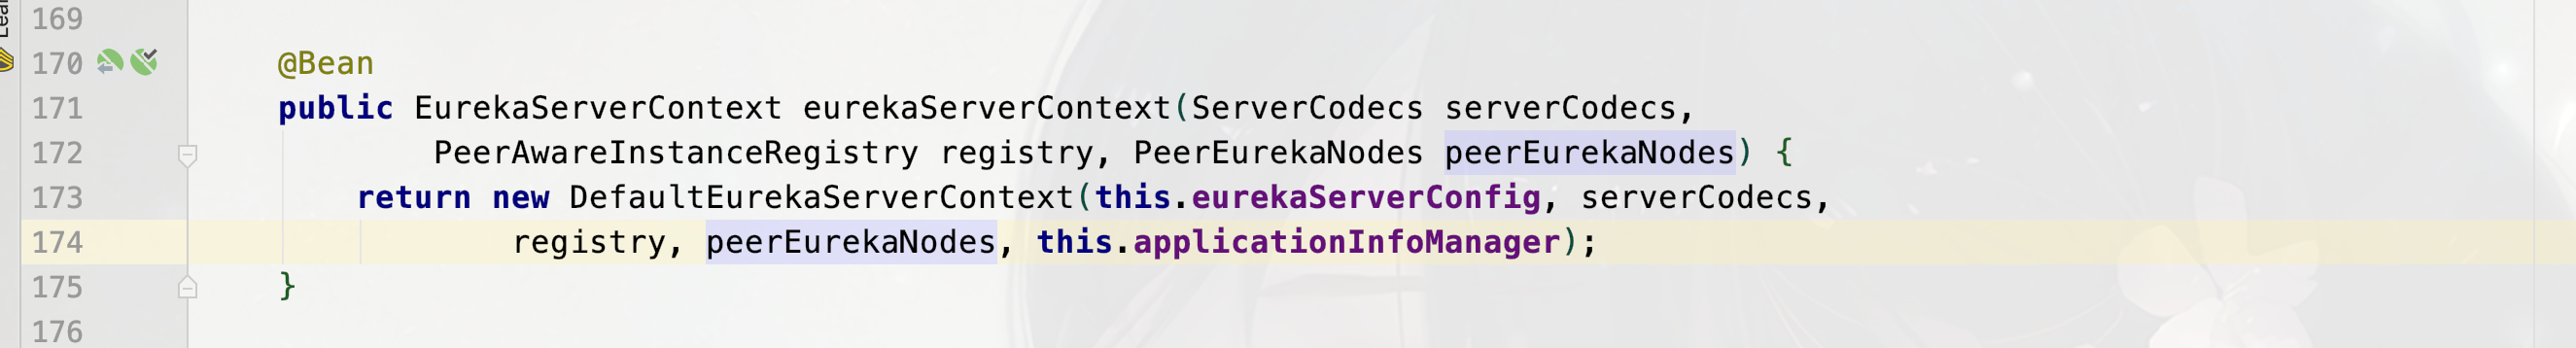 169
170 @Bean
171 public EurekaServerContext eurekaServerContext(ServerCodecs serverCodecs,
172 PeerAwareInstanceRegistry registry, PeerEurekaNodes peerEurekaNodes) {
173 return new DefaultEurekaServerContext(this.eurekaServerConfig, serverCodecs,
174 registry, peerEurekaNodes, this.applicationInfoManager);
175 }
176